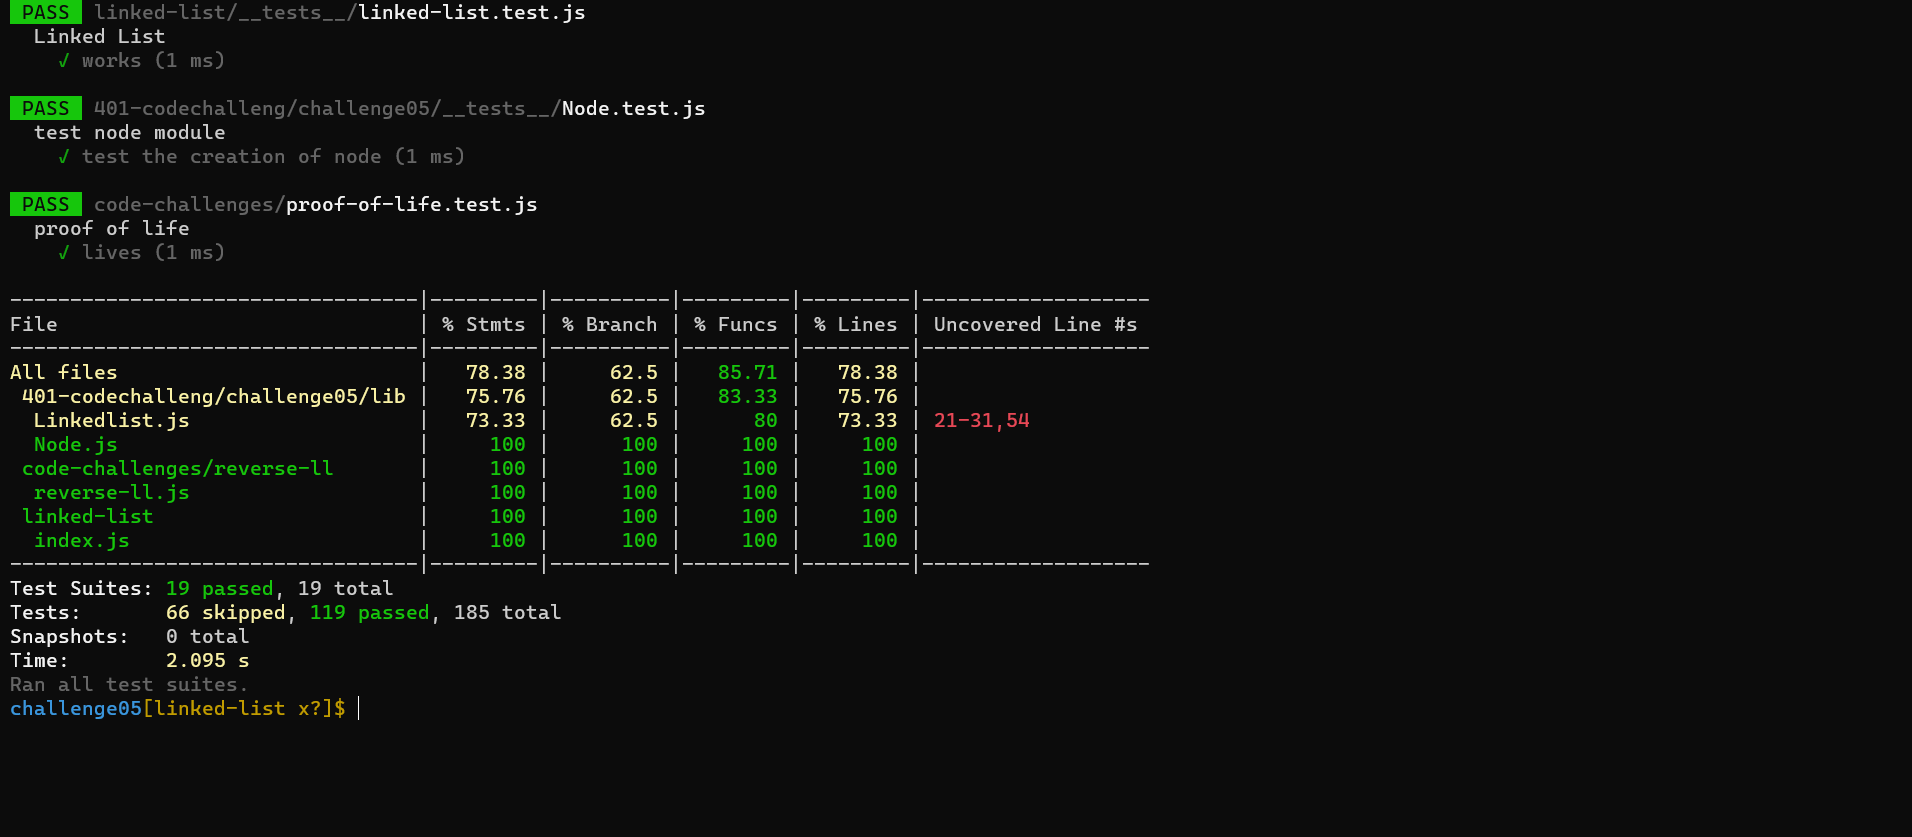 PASS linked-list/__tests__/linked-list.test.js
Linked List
√ works (1 ms)
PASS 401-codechalleng/challenge05/__tests__/Node.test.js
test node module
√ test the creation of node (1 ms)
PASS code-challenges/proof-of-life.test.js
proof of life
√ lives (1 ms)
----------------------------------|---------|----------|---------|---------|-------------------
File | % Stmts | % Branch | % Funcs | % Lines | Uncovered Line #s
----------------------------------|---------|----------|---------|---------|-------------------
All files | 78.38 | 62.5 | 85.71 | 78.38 |
401-codechalleng/challenge05/lib | 75.76 | 62.5 | 83.33 | 75.76 |
Linkedlist.js | 73.33 | 62.5 | 80 | 73.33 | 21-31,54
Node.js | 100 | 100 | 100 | 100 |
code-challenges/reverse-ll | 100 | 100 | 100 | 100 |
reverse-ll.js | 100 | 100 | 100 | 100 |
linked-list | 100 | 100 | 100 | 100 |
index.js | 100 | 100 | 100 | 100 |
----------------------------------|---------|----------|---------|---------|-------------------
Test Suites: 19 passed, 19 total
Tests: 66 skipped, 119 passed, 185 total
Snapshots: 0 total
Time: 2.095 s
Ran all test suites.
challenge05[linked-list x?]$